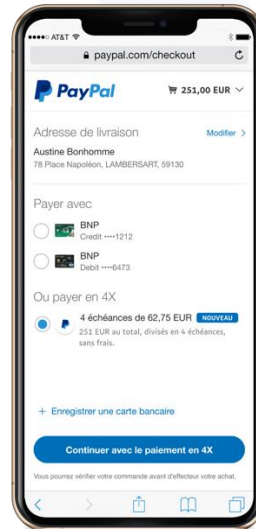 AT&T
paypal.com/checkout
PayPal
251,00 EUR
Adresse de livraison
Modifier >
Austine Bonhomme
78 Place Napoléon, LAMBERSART, 59130
Payer avec
BNP
Credit ····1212
BNP
Debit ····6473
Ou payer en 4X
4 échéances de 62,75 EUR NOUVEAU
251 EUR au total, divisés en 4 échéances,
sans frais.
+ Enregistrer une carte bancaire
Continuer avec le paiement en 4X
Vous pourrez vérifier votre commande avant d'effecteur votre achat.